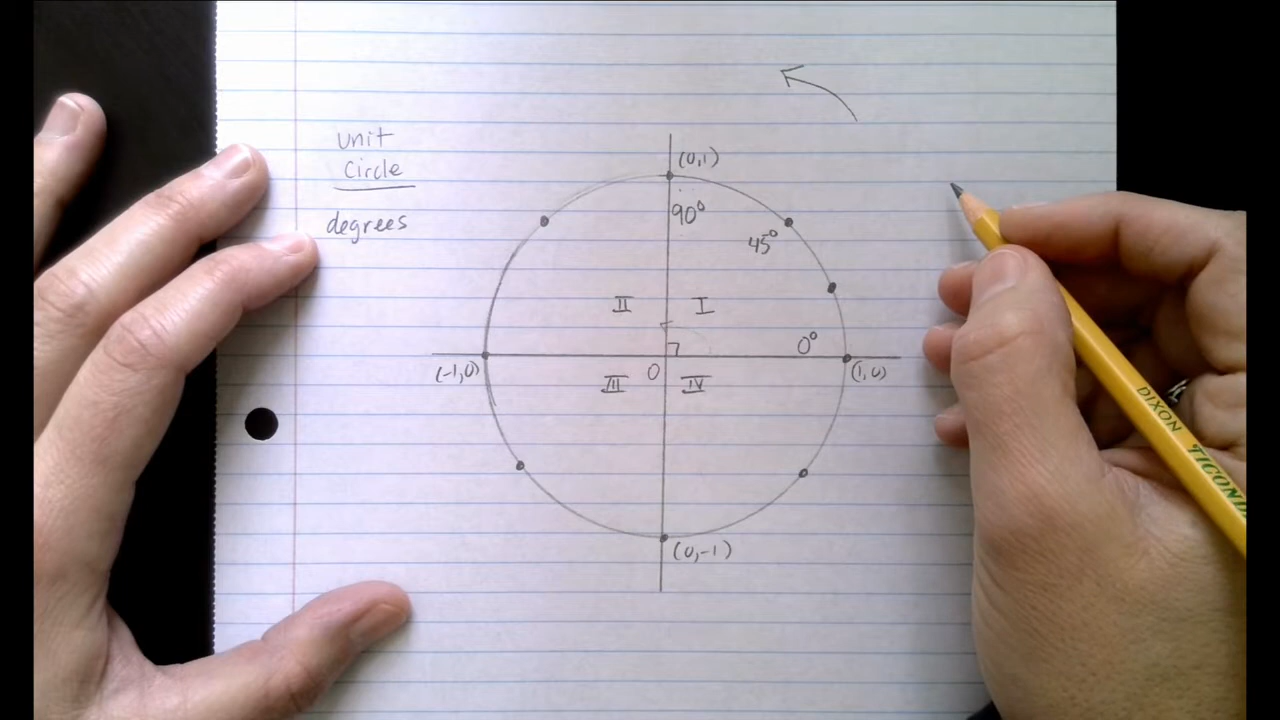 unit
Circle
degrees
(0,1)
90°
45°
II
I
0°
(-1,0)
0
(1,0)
III
IV
(0,-1)
DIXON TICOND